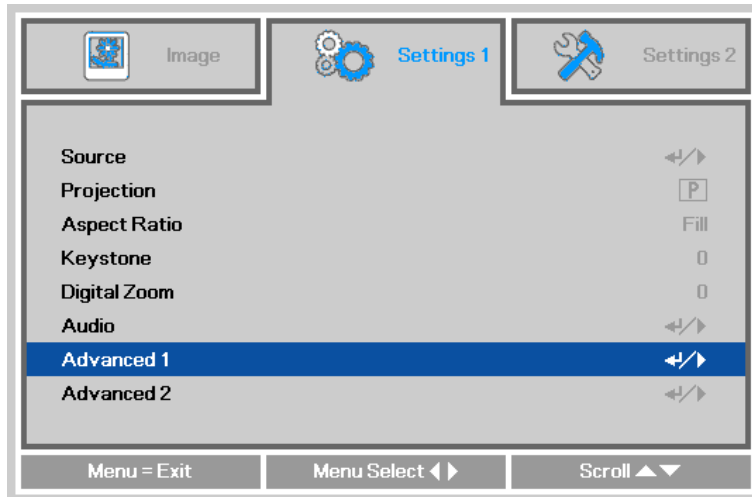 Image Settings 1 Settings 2
Source
Projection P
Aspect Ratio Fill
Keystone 0
Digital Zoom 0
Audio
Advanced 1
Advanced 2
Menu = Exit Menu Select Scroll